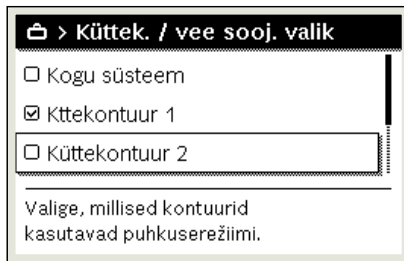 > Küttek. / vee sooj. valik
Kogu süsteem
Kttekontuur 1
Küttekontuur 2
Valige, millised kontuurid
kasutavad puhkuserežiimi.